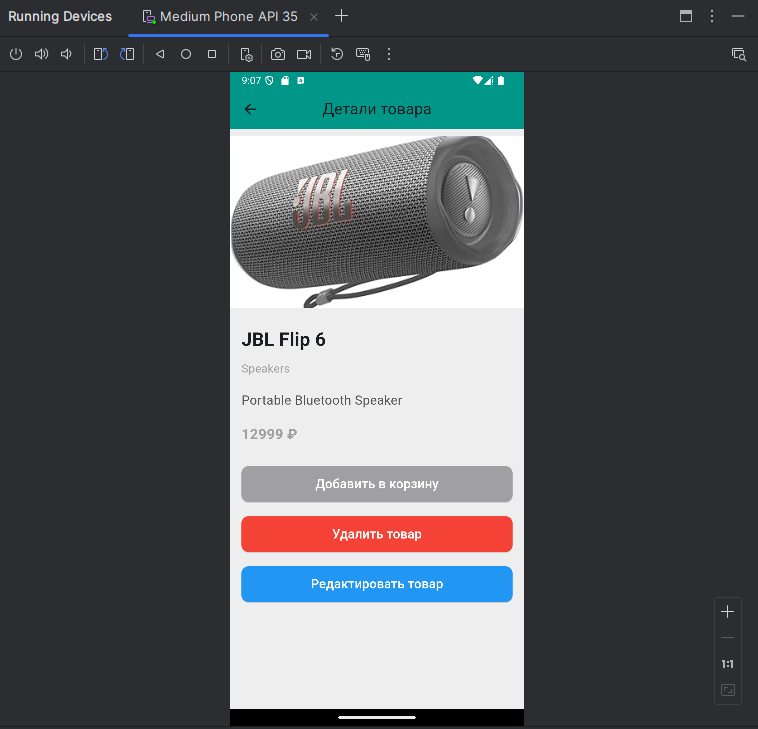 Running Devices
Medium Phone API 35
9:07
Детали товара
JBL
JBL Flip 6
Speakers
Portable Bluetooth Speaker
12999 ₽
Добавить в корзину
Удалить товар
Редактировать товар
1:1